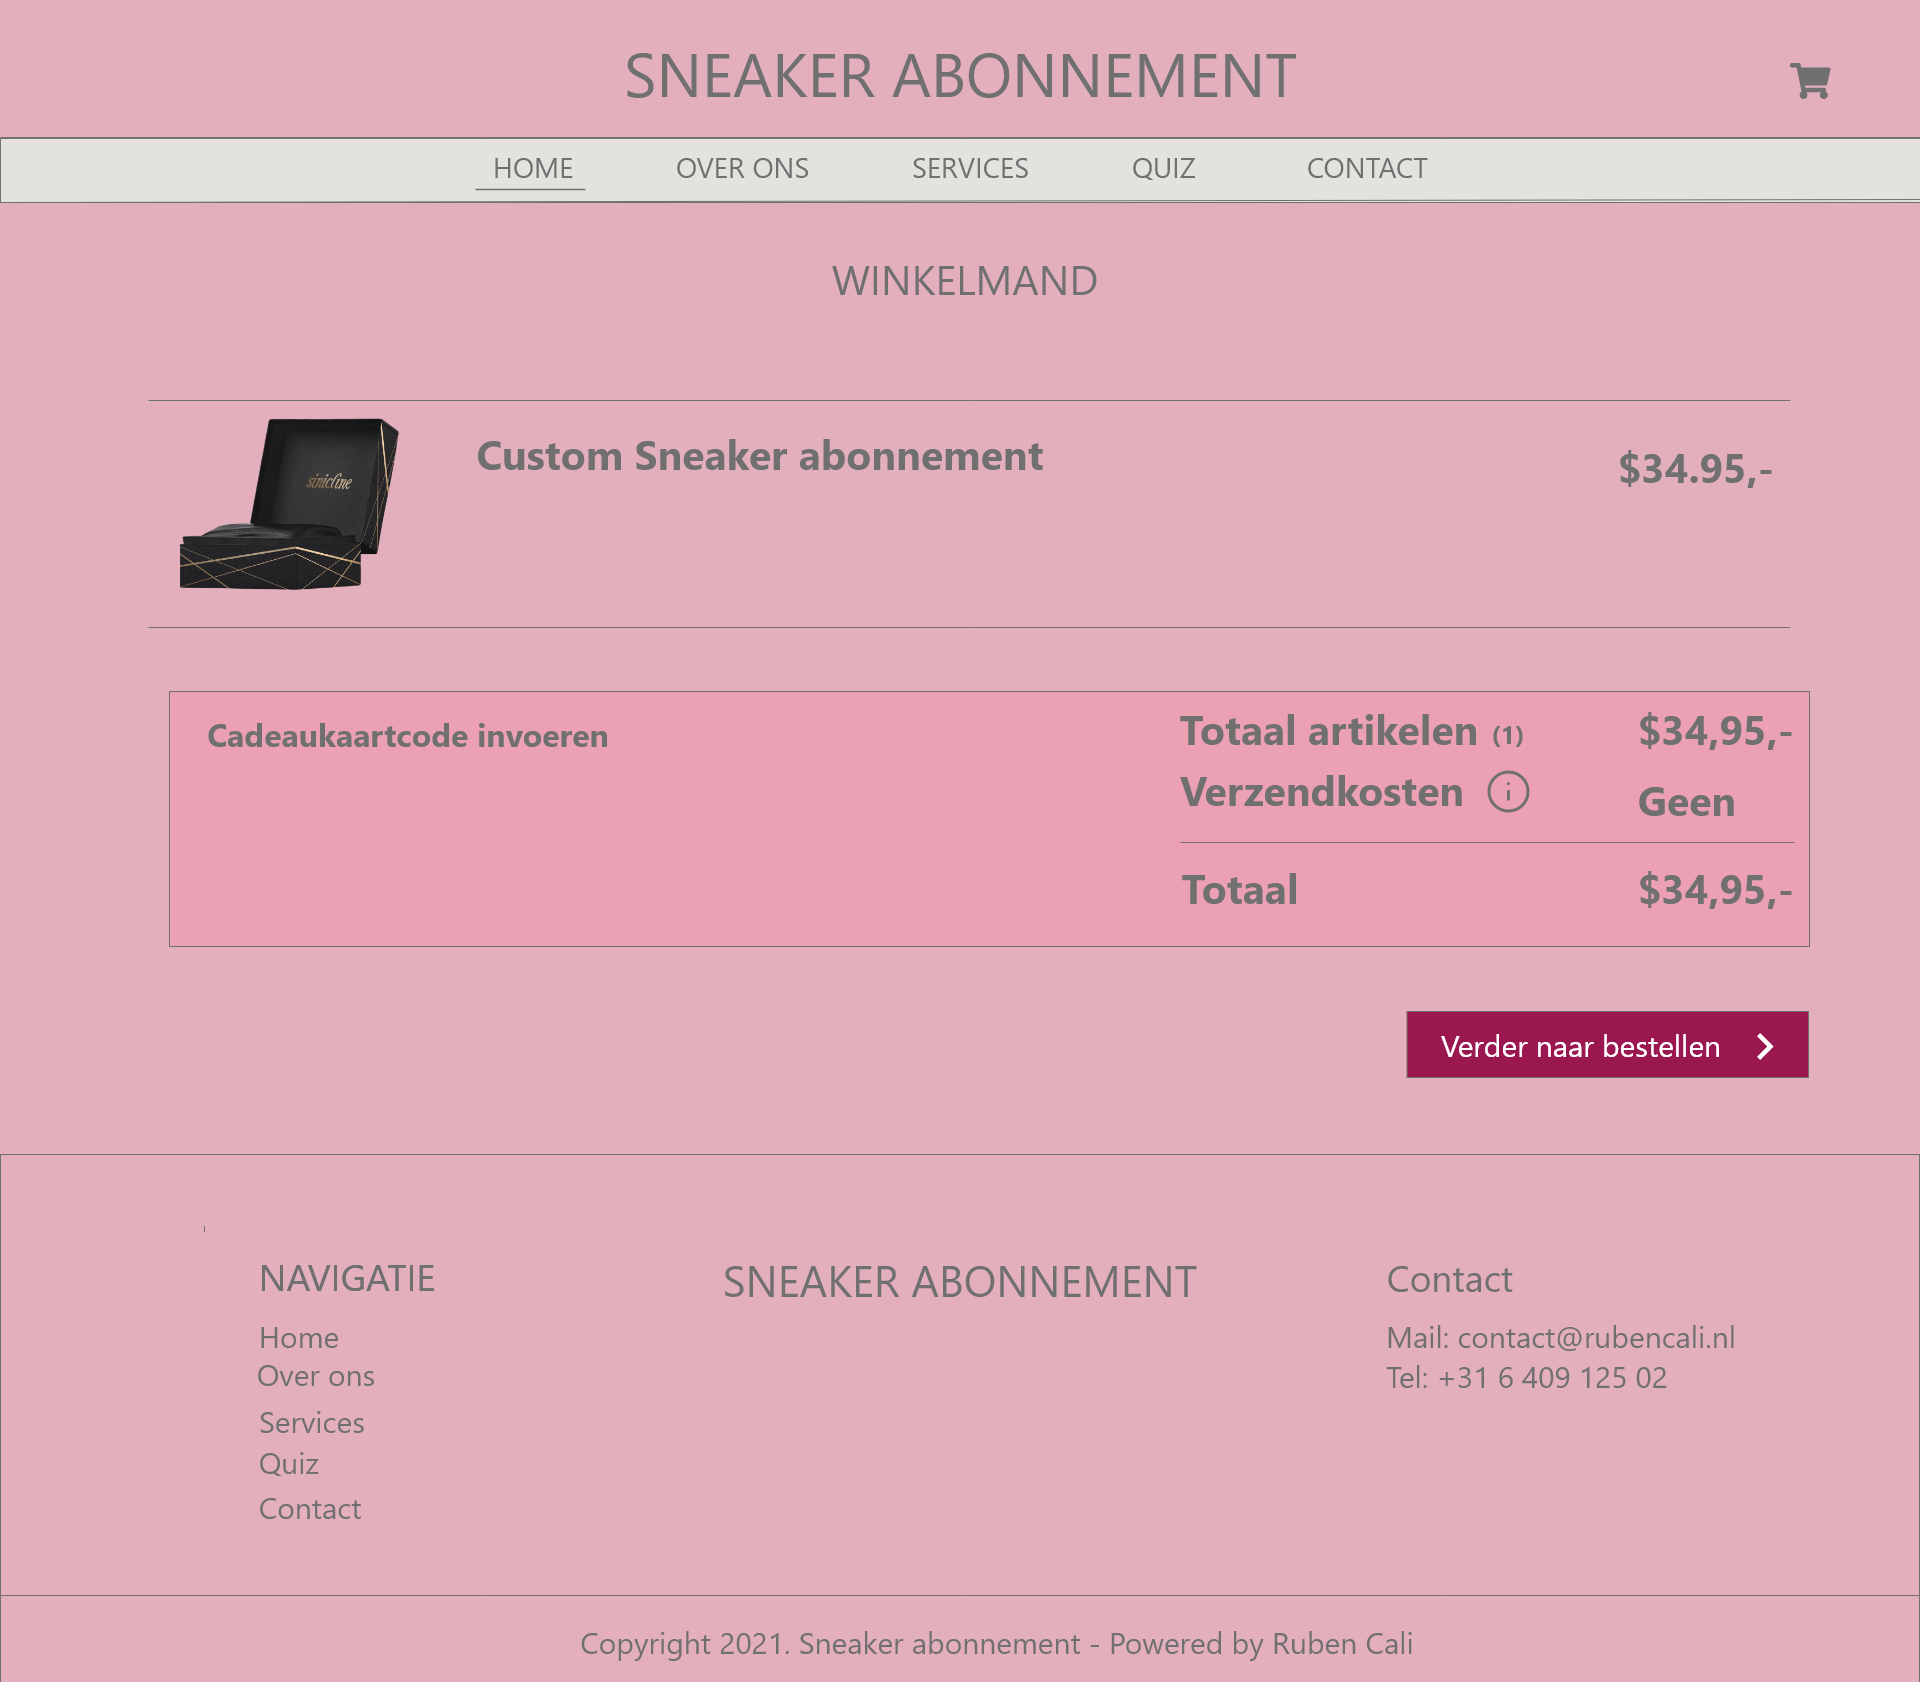 SNEAKER ABONNEMENT
HOME OVER ONS SERVICES QUIZ CONTACT
WINKELMAND
Custom Sneaker abonnement $34.95,-
Cadeaukaartcode invoeren
Totaal artikelen (1) $34,95,-
Verzendkosten Geen
Totaal $34,95,-
Verder naar bestellen
NAVIGATIE
Home
Over ons
Services
Quiz
Contact
SNEAKER ABONNEMENT
Contact
Mail: contact@rubencali.nl
Tel: +31 6 409 125 02
Copyright 2021. Sneaker abonnement - Powered by Ruben Cali